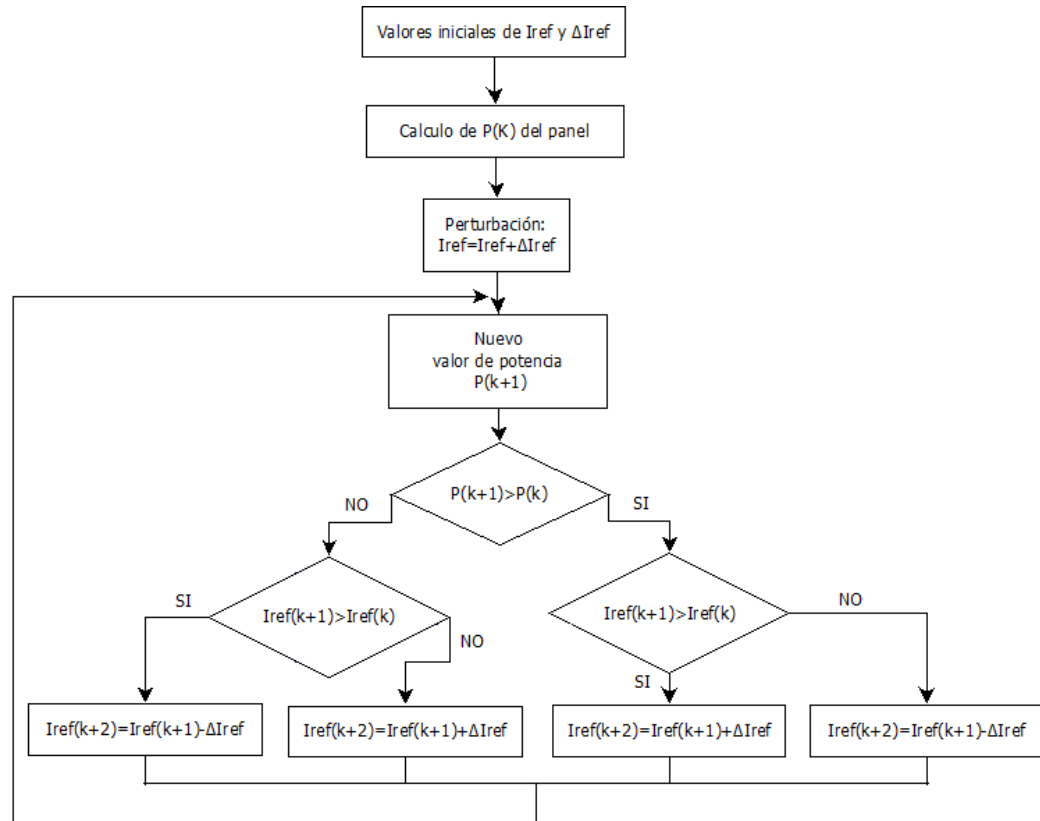 Valores iniciales de Iref y ΔIref
Calculo de P(K) del panel
Perturbación:
Iref=Iref+ΔIref
Nuevo
valor de potencia
P(k+1)
P(k+1)>P(k)
NO
SI
Iref(k+1)>Iref(k)
SI
NO
Iref(k+1)>Iref(k)
NO
SI
Iref(k+2)=Iref(k+1)-ΔIref
Iref(k+2)=Iref(k+1)+ΔIref
Iref(k+2)=Iref(k+1)+ΔIref
Iref(k+2)=Iref(k+1)-ΔIref